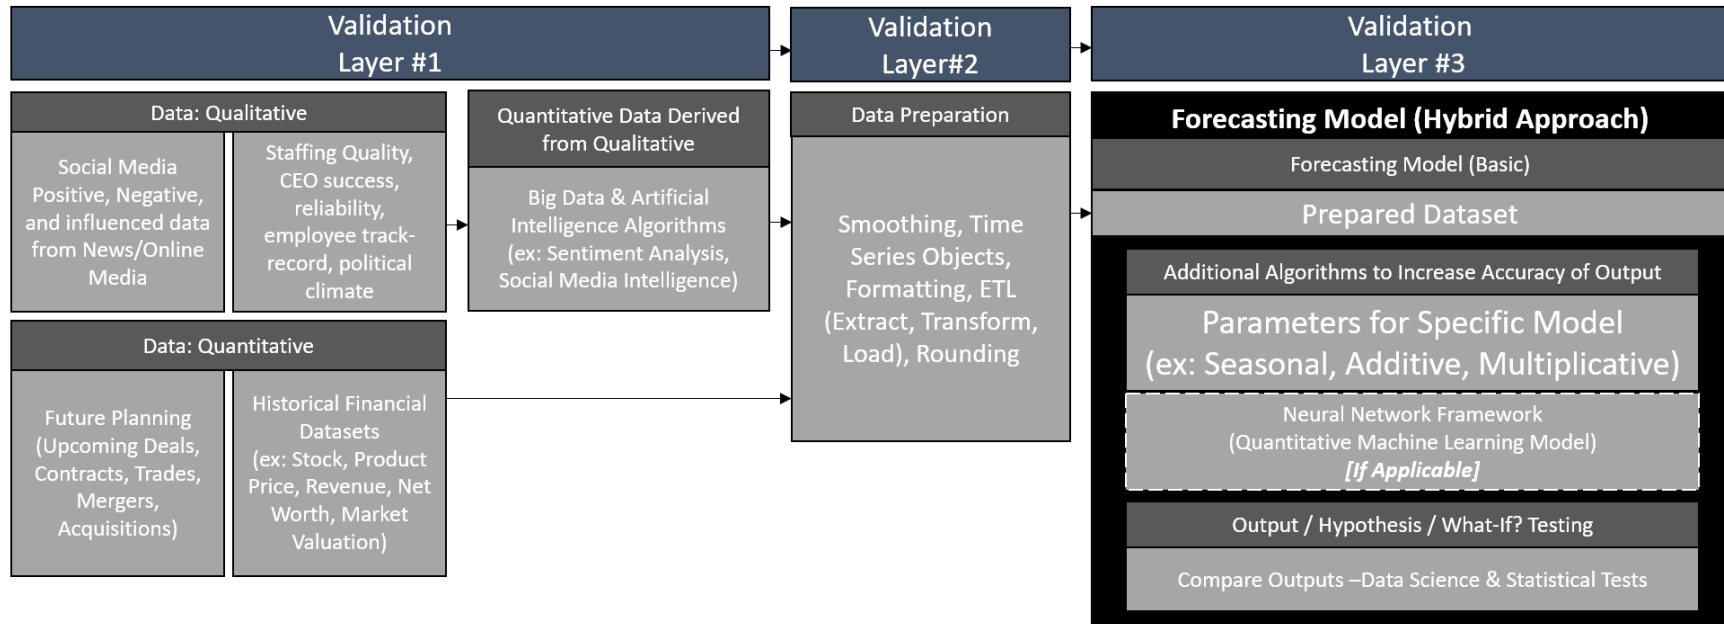 Validation
Layer #1
Validation
Layer#2
Validation
Layer #3
Data: Qualitative
Social Media
Positive, Negative,
and influenced data
from News/Online
Media
Staffing Quality,
CEO success,
reliability,
employee track-
record, political
climate
Quantitative Data Derived
from Qualitative
Big Data & Artificial
Intelligence Algorithms
(ex: Sentiment Analysis,
Social Media Intelligence)
Data: Quantitative
Future Planning
(Upcoming Deals,
Contracts, Trades,
Mergers,
Acquisitions)
Historical Financial
Datasets
(ex: Stock, Product
Price, Revenue, Net
Worth, Market
Valuation)
Data Preparation
Smoothing, Time
Series Objects,
Formatting, ETL
(Extract, Transform,
Load), Rounding
Forecasting Model (Hybrid Approach)
Forecasting Model (Basic)
Prepared Dataset
Additional Algorithms to Increase Accuracy of Output
Parameters for Specific Model
(ex: Seasonal, Additive, Multiplicative)
Neural Network Framework
(Quantitative Machine Learning Model)
[If Applicable]
Output / Hypothesis / What-If? Testing
Compare Outputs –Data Science & Statistical Tests